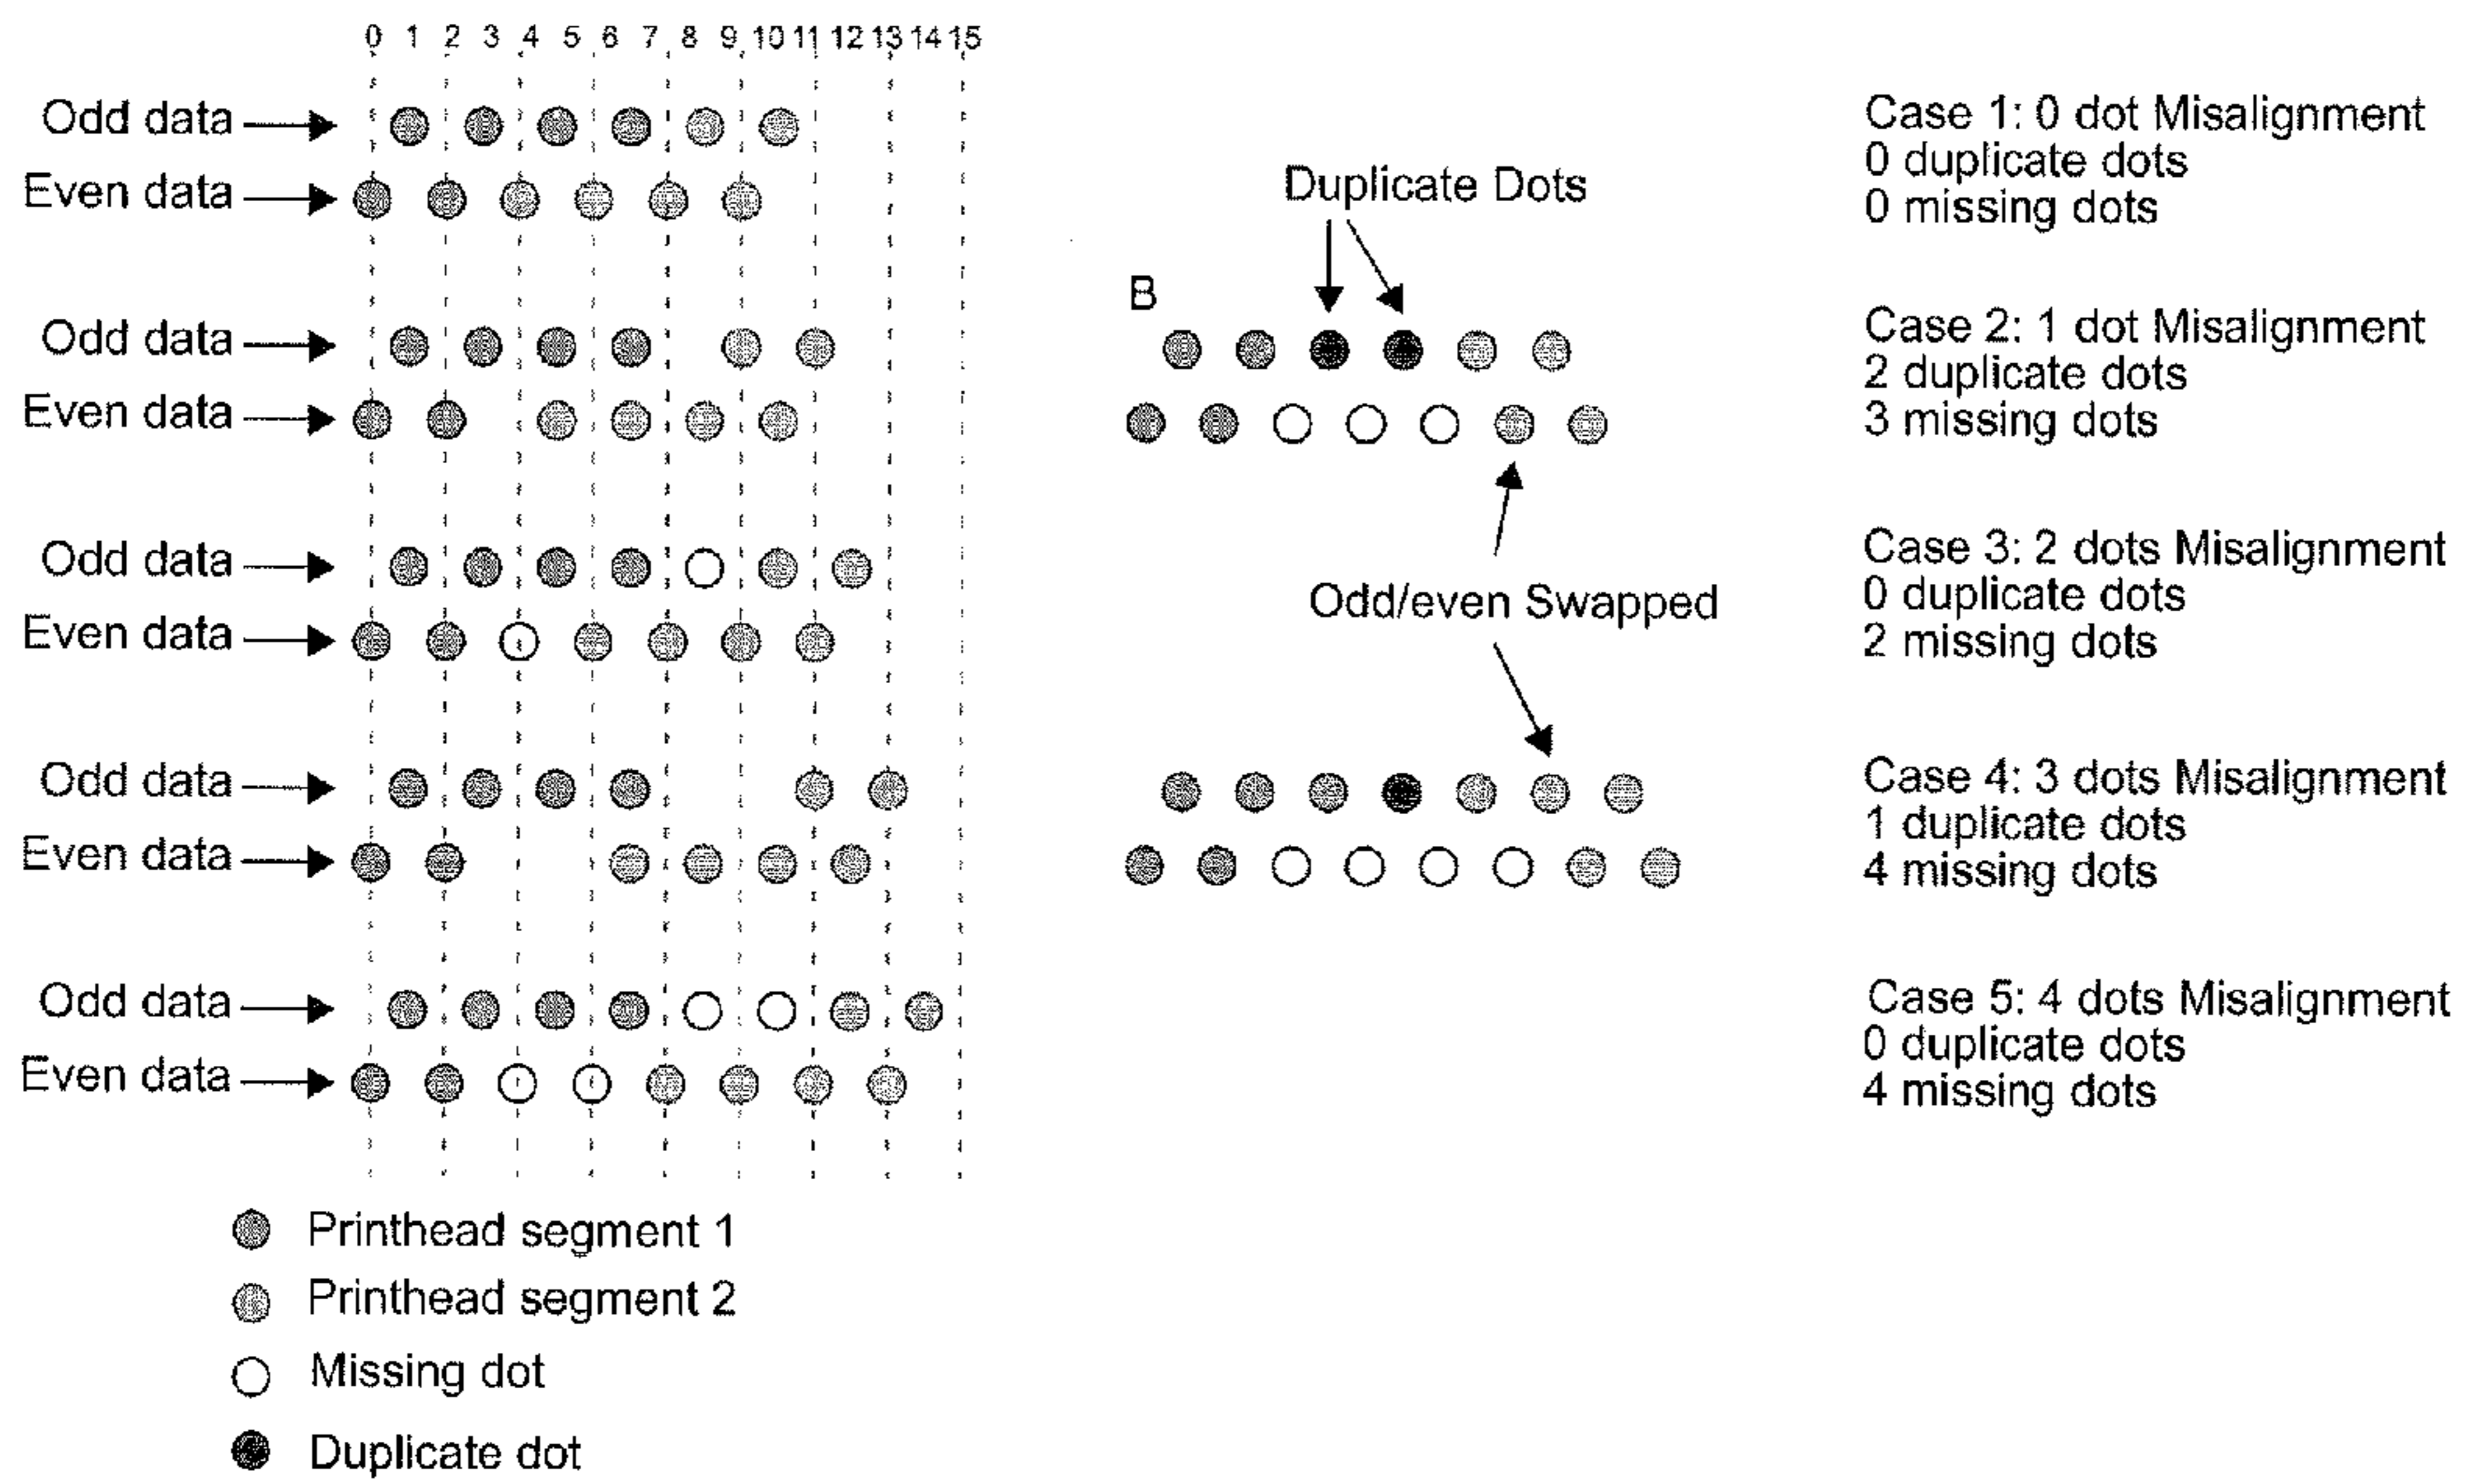 0 1 2 3 4 5 6 7 8 9 10 11 12 13 14 15
Odd data
Even data
Case 1: 0 dot Misalignment
0 duplicate dots
0 missing dots
Duplicate Dots
B
Odd data
Even data
Case 2: 1 dot Misalignment
2 duplicate dots
3 missing dots
Odd data
Even data
Odd/even Swapped
Case 3: 2 dots Misalignment
0 duplicate dots
2 missing dots
Odd data
Even data
Case 4: 3 dots Misalignment
1 duplicate dots
4 missing dots
Odd data
Even data
Case 5: 4 dots Misalignment
0 duplicate dots
4 missing dots
Printhead segment 1
Printhead segment 2
Missing dot
Duplicate dot